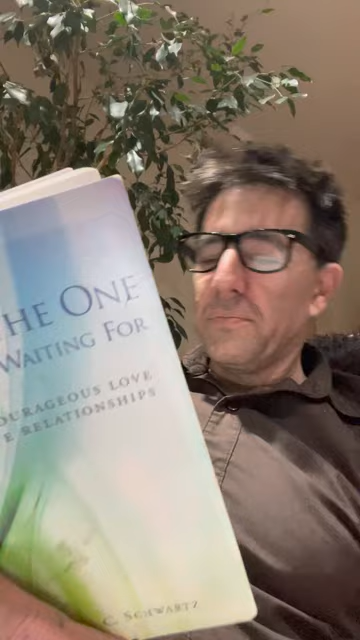 HE ONE
WAITING FOR
OURAGEOUS LOVE
E RELATIONSHIPS
C. SCHWARTZ